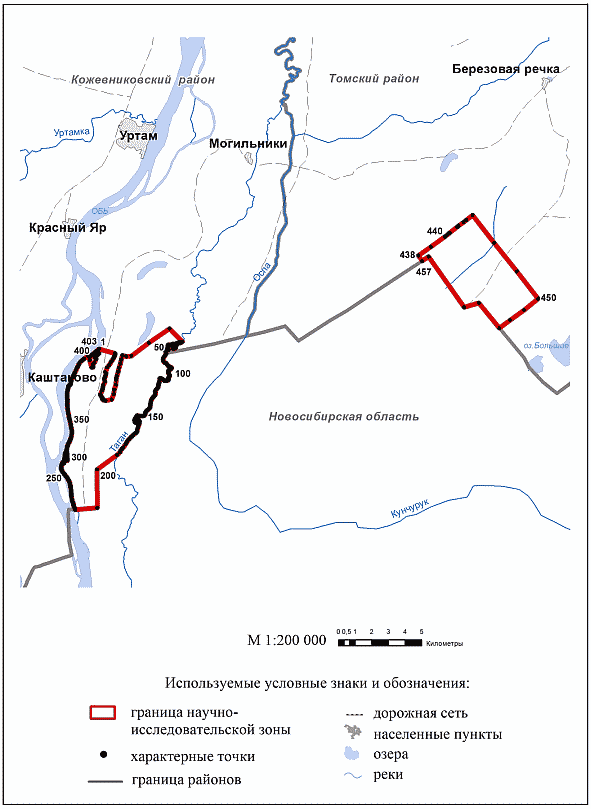 Кожевниковский район
Томский район
Березовая речка
Уртамка
Уртам
Могильники
ОБЬ
Красный Яр
440
438
457
Оспа
450
403 1
400
50
оз.Большое
Каштаково
100
350
150
Новосибирская область
Таган
300
250
200
Кунчурук
М 1:200 000
0 0,5 1 2 3 4 5
Километры
Используемые условные знаки и обозначения:
граница научно-
исследовательской зоны
характерные точки
граница районов
дорожная сеть
населенные пункты
озера
реки